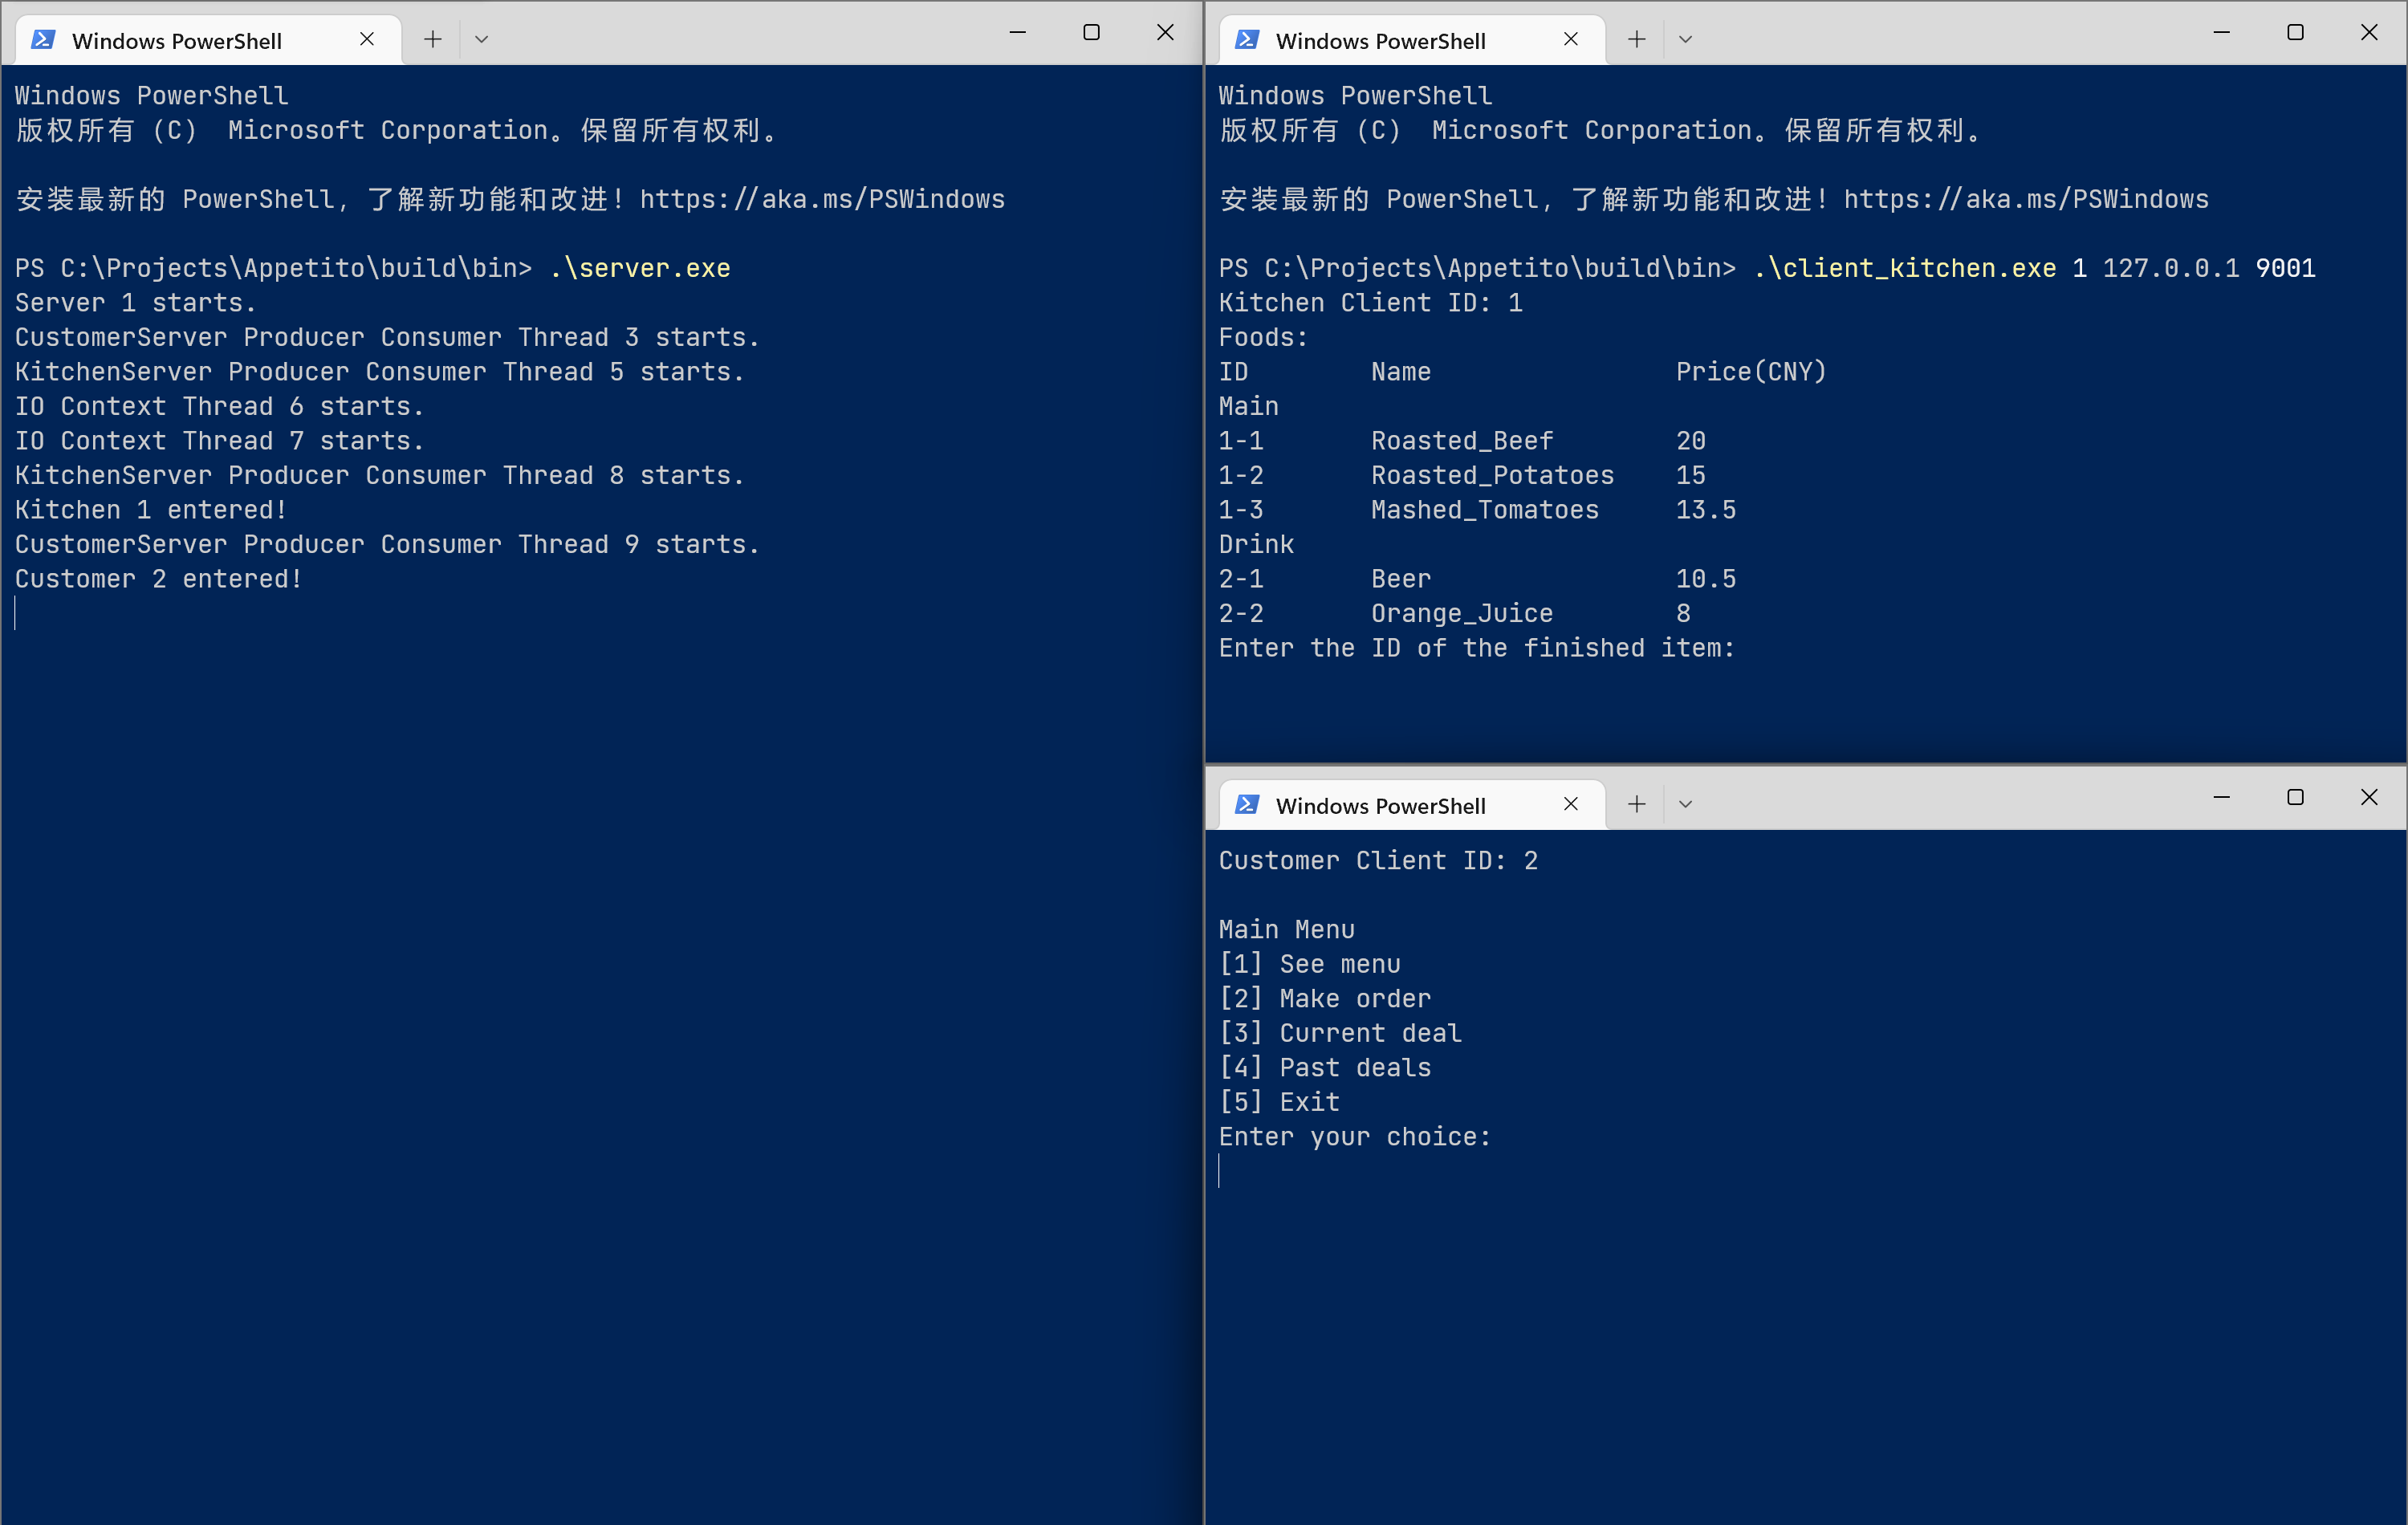 Windows PowerShell
Windows PowerShell
版权所有 (C)  Microsoft Corporation。保留所有权利。
安装最新的 PowerShell，了解新功能和改进！https://aka.ms/PSWindows
PS C:\Projects\Appetito\build\bin> .\server.exe
Server 1 starts.
CustomerServer Producer Consumer Thread 3 starts.
KitchenServer Producer Consumer Thread 5 starts.
IO Context Thread 6 starts.
IO Context Thread 7 starts.
KitchenServer Producer Consumer Thread 8 starts.
Kitchen 1 entered!
CustomerServer Producer Consumer Thread 9 starts.
Customer 2 entered!
Windows PowerShell
Windows PowerShell
版权所有 (C)  Microsoft Corporation。保留所有权利。
安装最新的 PowerShell，了解新功能和改进！https://aka.ms/PSWindows
PS C:\Projects\Appetito\build\bin> .\client_kitchen.exe 1 127.0.0.1 9001
Kitchen Client ID: 1
Foods:
ID Name Price(CNY)
Main
1-1 Roasted_Beef 20
1-2 Roasted_Potatoes 15
1-3 Mashed_Tomatoes 13.5
Drink
2-1 Beer 10.5
2-2 Orange_Juice 8
Enter the ID of the finished item:
Windows PowerShell
Customer Client ID: 2
Main Menu
[1] See menu
[2] Make order
[3] Current deal
[4] Past deals
[5] Exit
Enter your choice: